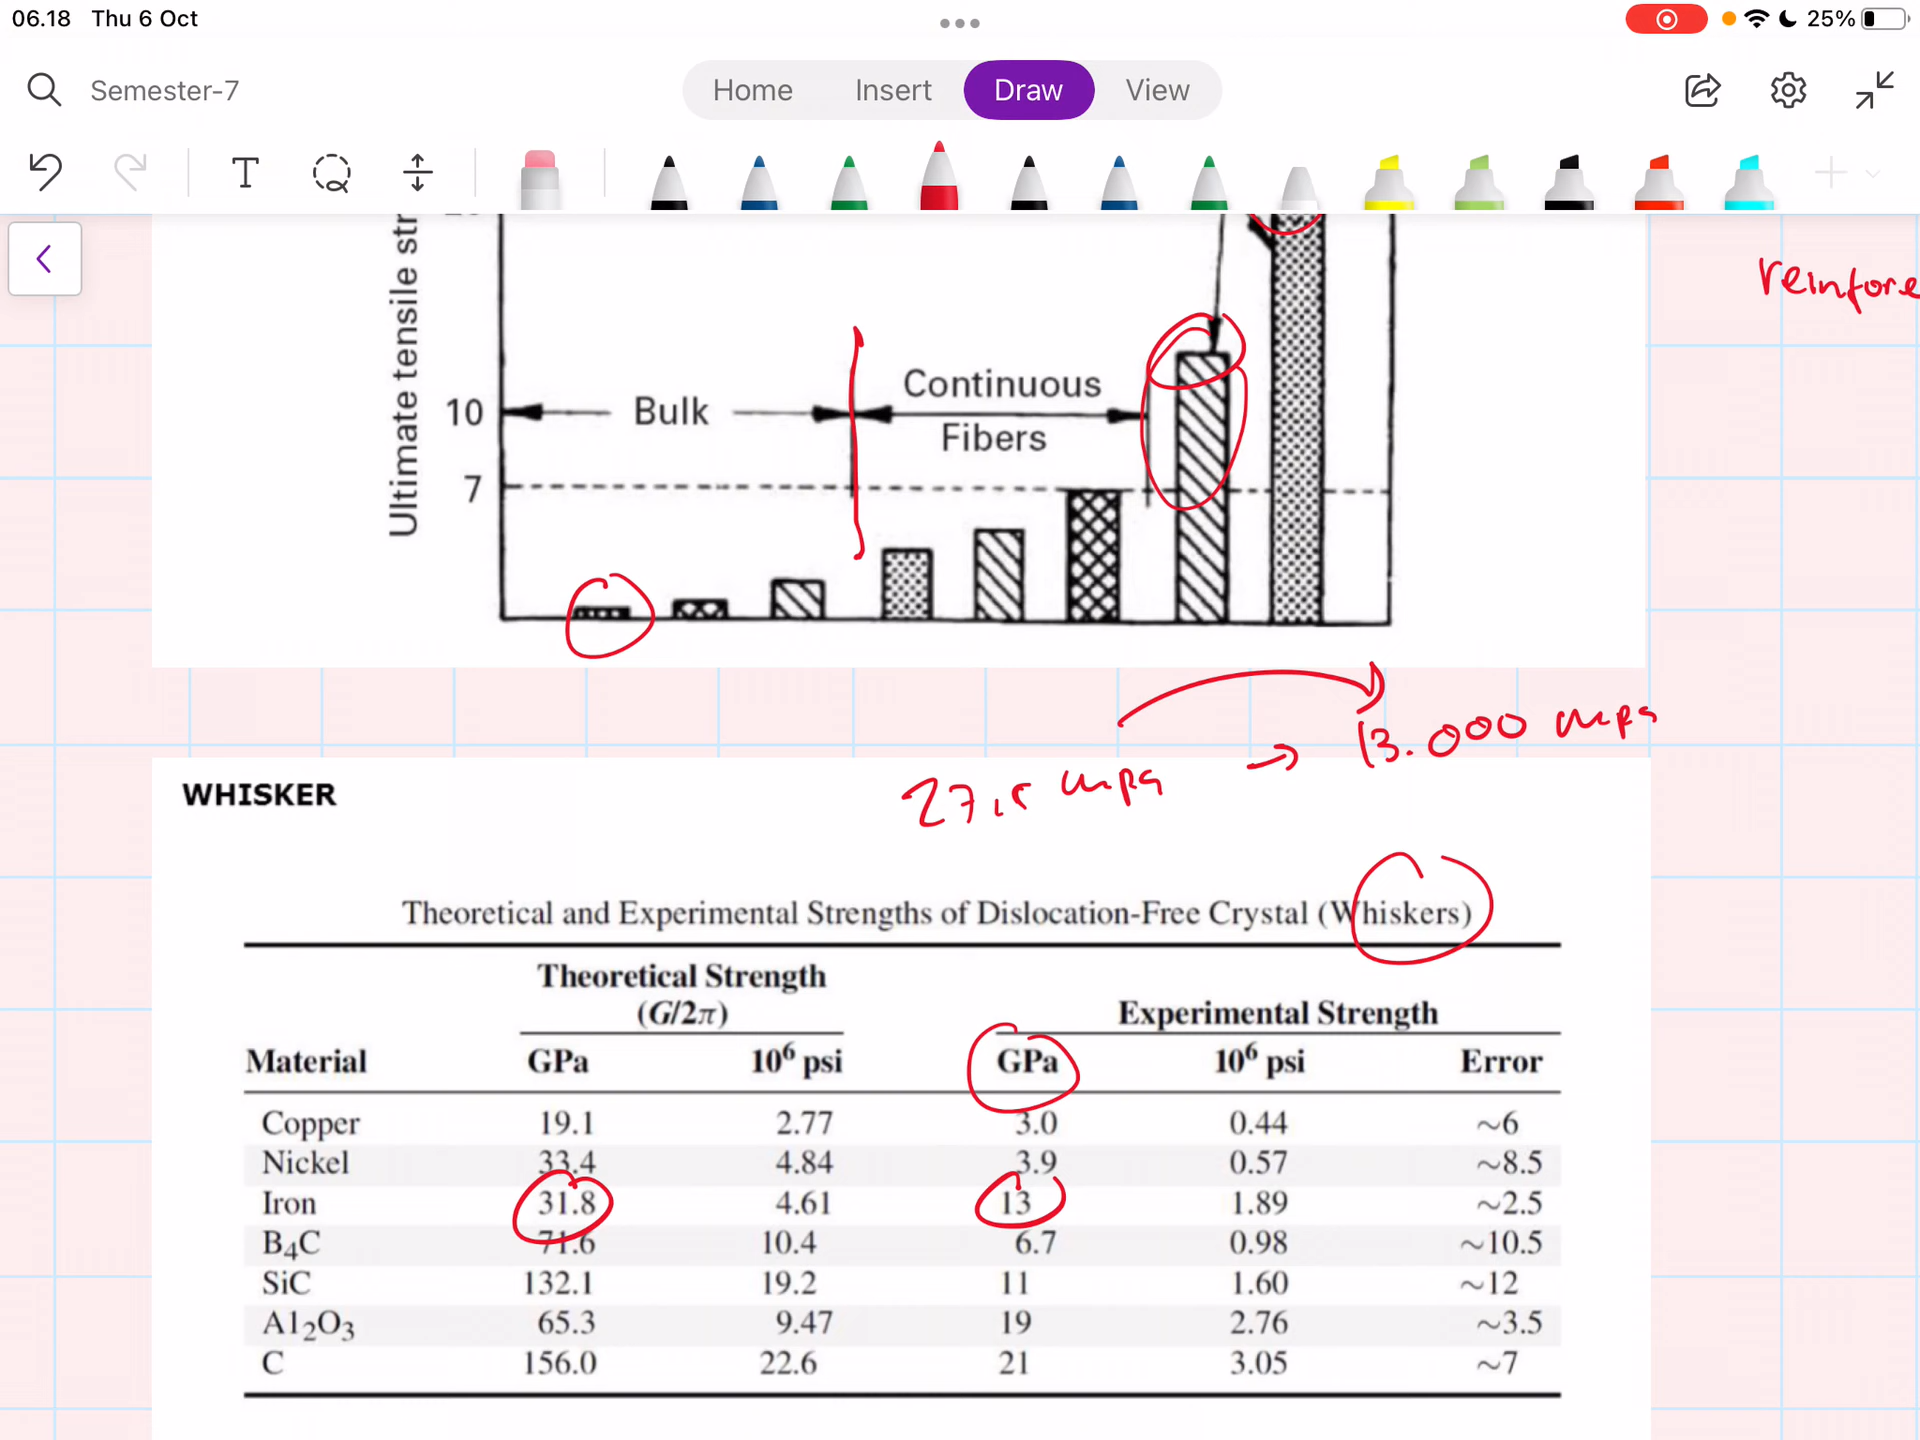 06.18 Thu 6 Oct
25%
Semester-7
Home Insert Draw View
T
Ultimate tensile str
10
7
Bulk
Continuous
Fibers
27,5 mpa → 13.000 mpa
WHISKER
Theoretical and Experimental Strengths of Dislocation-Free Crystal (Whiskers)
Theoretical Strength
(G/2π)
Experimental Strength
Material GPa 10⁶ psi GPa 10⁶ psi Error
Copper 19.1 2.77 3.0 0.44 ~6
Nickel 33.4 4.84 3.9 0.57 ~8.5
Iron 31.8 4.61 13 1.89 ~2.5
B₄C 71.6 10.4 6.7 0.98 ~10.5
SiC 132.1 19.2 11 1.60 ~12
Al₂O₃ 65.3 9.47 19 2.76 ~3.5
C 156.0 22.6 21 3.05 ~7